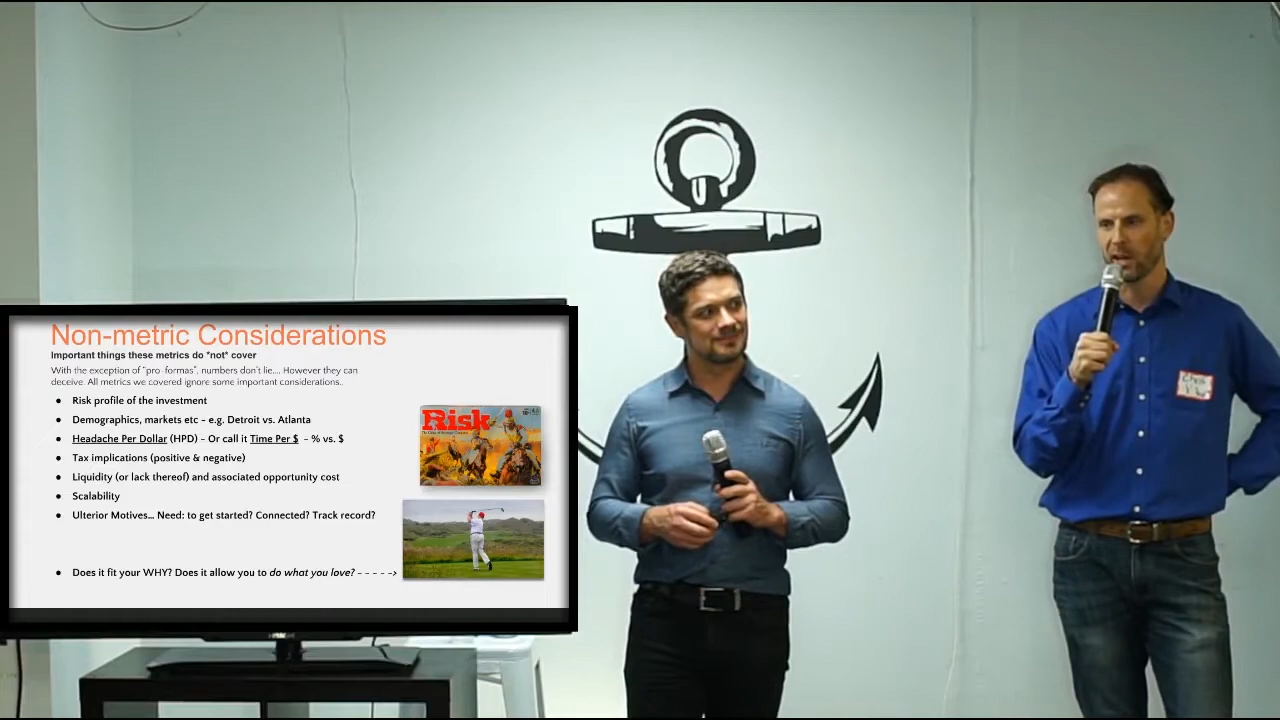 Non-metric Considerations
Important things these metrics do *not* cover
With the exception of "pro-formas", numbers don't lie.... However they can
deceive. All metrics we covered ignore some important considerations..
● Risk profile of the investment
● Demographics, markets etc – e.g. Detroit vs. Atlanta
● Headache Per Dollar (HPD) – Or call it Time Per $ – % vs. $
● Tax implications (positive & negative)
● Liquidity (or lack thereof) and associated opportunity cost
● Scalability
● Ulterior Motives... Need: to get started? Connected? Track record?
● Does it fit your WHY? Does it allow you to do what you love? - - - - ->
Risk
Chris